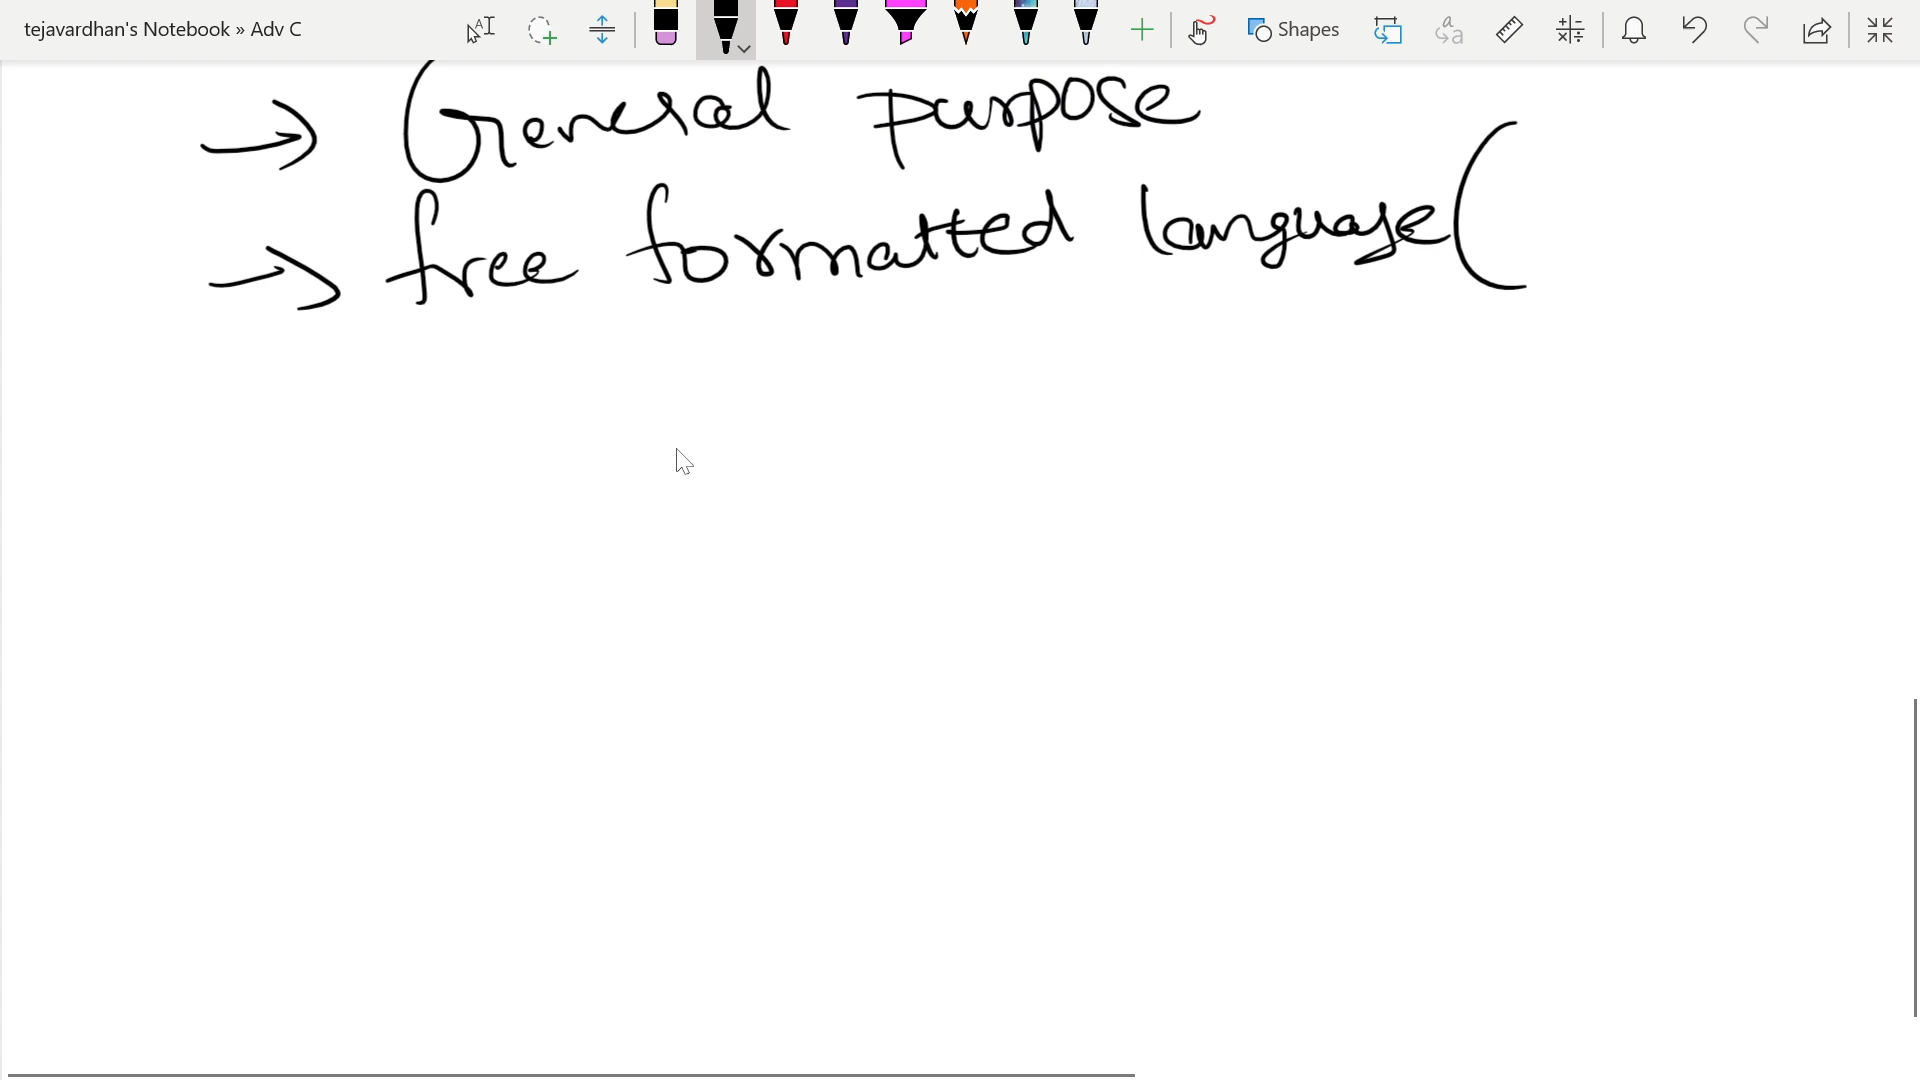 tejavardhan's Notebook » Adv C
Shapes
→ General purpose
→ free formatted language (